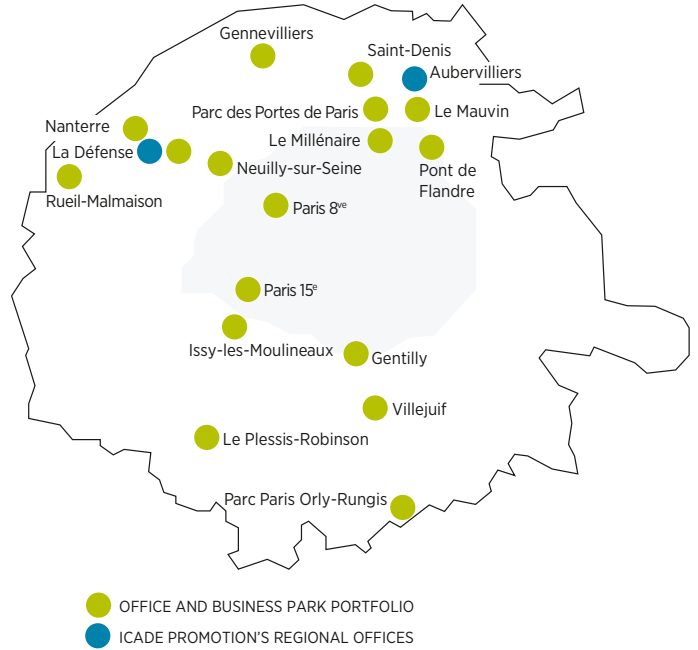 Gennevilliers
Saint-Denis
Aubervilliers
Parc des Portes de Paris
Le Mauvin
Nanterre
Le Millénaire
La Défense
Neuilly-sur-Seine
Pont de
Flandre
Rueil-Malmaison
Paris 8ve
Paris 15e
Issy-les-Moulineaux
Gentilly
Villejuif
Le Plessis-Robinson
Parc Paris Orly-Rungis
OFFICE AND BUSINESS PARK PORTFOLIO
ICADE PROMOTION'S REGIONAL OFFICES